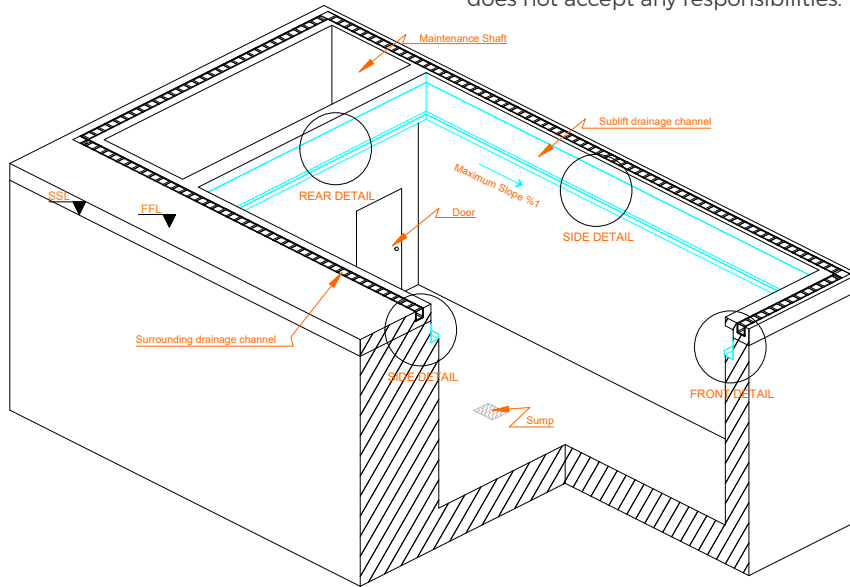 does not accept any responsibilities.
Maintenance Shaft
Sublift drainage channel
Maximum Slope %1
REAR DETAIL
SSL
FFL
Door
SIDE DETAIL
Surrounding drainage channel
SIDE DETAIL
FRONT DETAIL
Sump